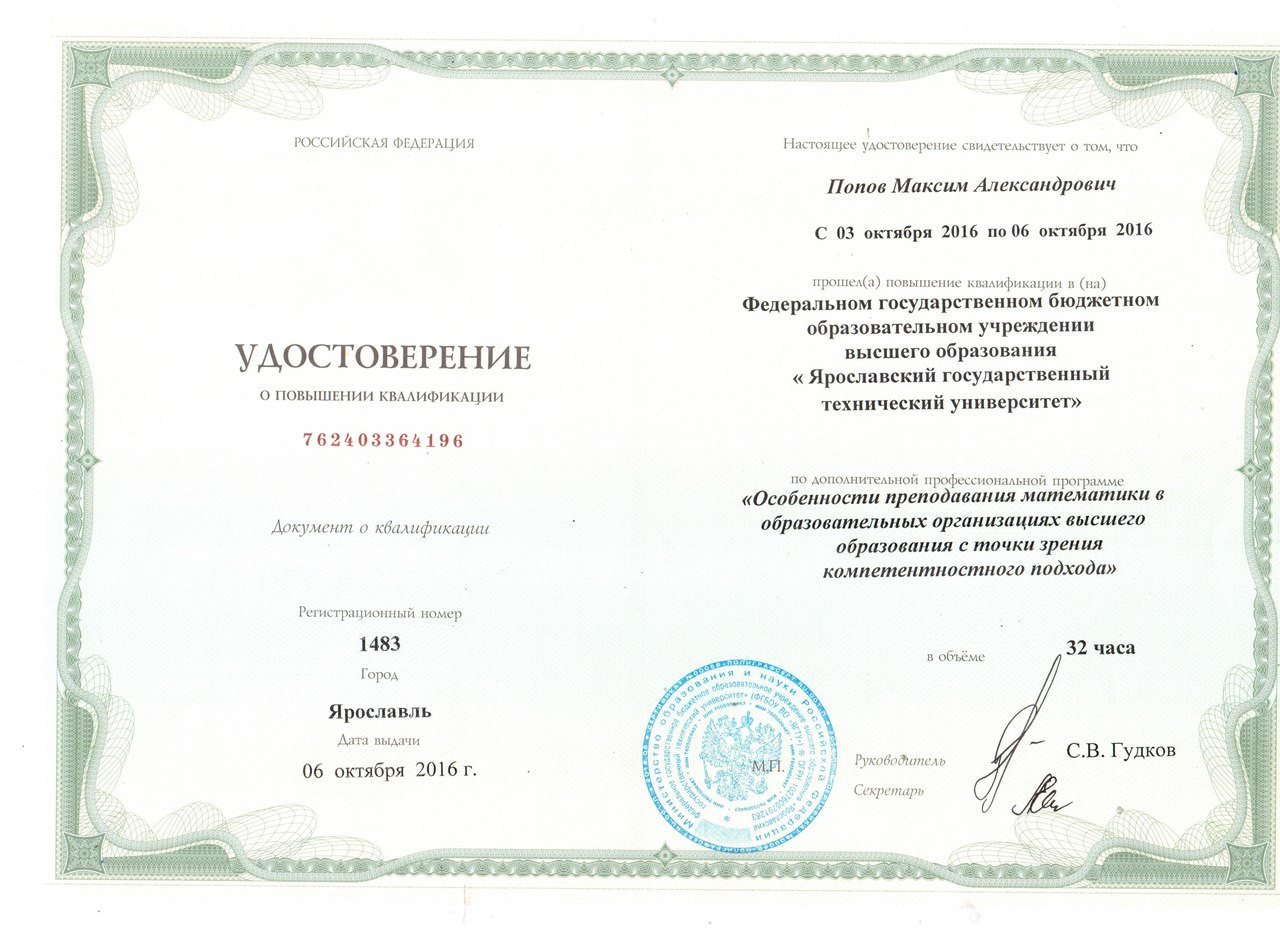 РОССИЙСКАЯ ФЕДЕРАЦИЯ
УДОСТОВЕРЕНИЕ
О ПОВЫШЕНИИ КВАЛИФИКАЦИИ
762403364196
Документ о квалификации
Регистрационный номер
1483
Город
Ярославль
Дата выдачи
06 октября 2016 г.
Настоящее удостоверение свидетельствует о том, что
Попов Максим Александрович
С 03 октября 2016 по 06 октября 2016
прошел(а) повышение квалификации в (на)
Федеральном государственном бюджетном
образовательном учреждении
высшего образования
« Ярославский государственный
технический университет»
по дополнительной профессиональной программе
«Особенности преподавания математики в
образовательных организациях высшего
образования с точки зрения
компетентностного подхода»
в объёме 32 часа
М.П.
Руководитель С.В. Гудков
Секретарь
Министерство образования и науки Российской Федерации